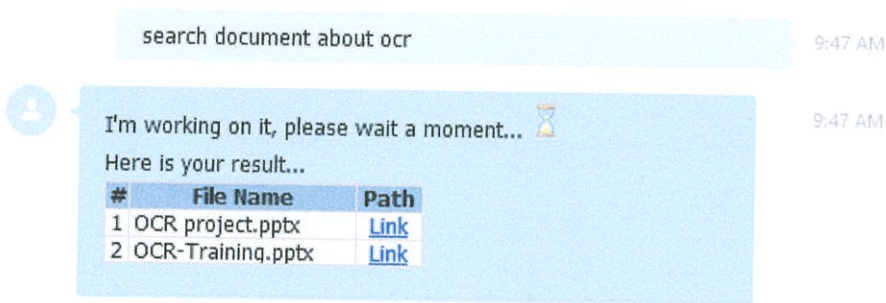 search document about ocr 9:47 AM
I'm working on it, please wait a moment... ⏳ 9:47 AM
Here is your result...
# File Name Path
1 OCR project.pptx Link
2 OCR-Training.pptx Link